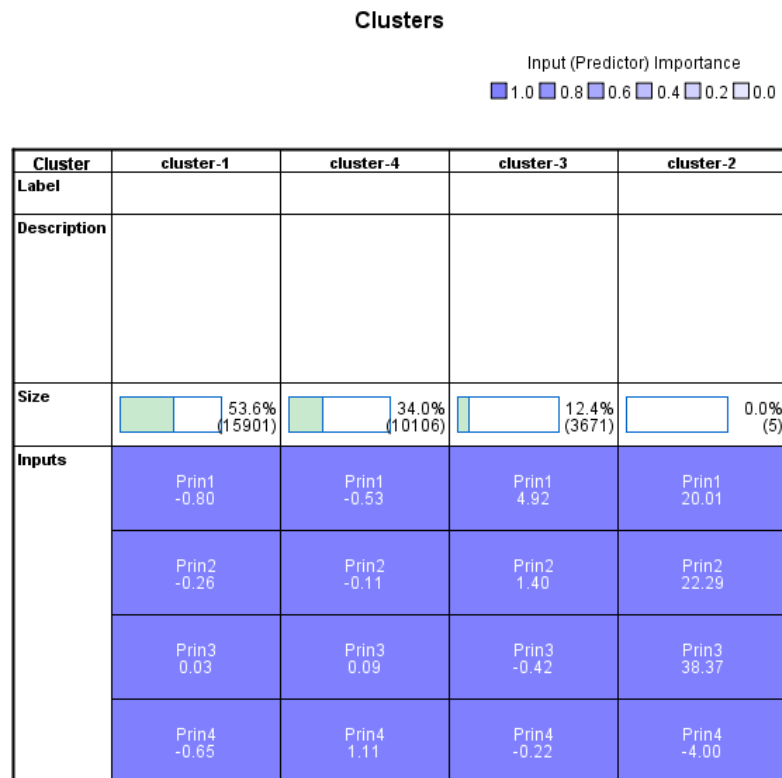 Clusters
Input (Predictor) Importance
1.0 0.8 0.6 0.4 0.2 0.0
Cluster cluster-1 cluster-4 cluster-3 cluster-2
Label
Description
Size
53.6% 34.0% 12.4% 0.0%
(15901) (10106) (3671) (5)
Inputs
Prin1 Prin1 Prin1 Prin1
-0.80 -0.53 4.92 20.01
Prin2 Prin2 Prin2 Prin2
-0.26 -0.11 1.40 22.29
Prin3 Prin3 Prin3 Prin3
0.03 0.09 -0.42 38.37
Prin4 Prin4 Prin4 Prin4
-0.65 1.11 -0.22 -4.00